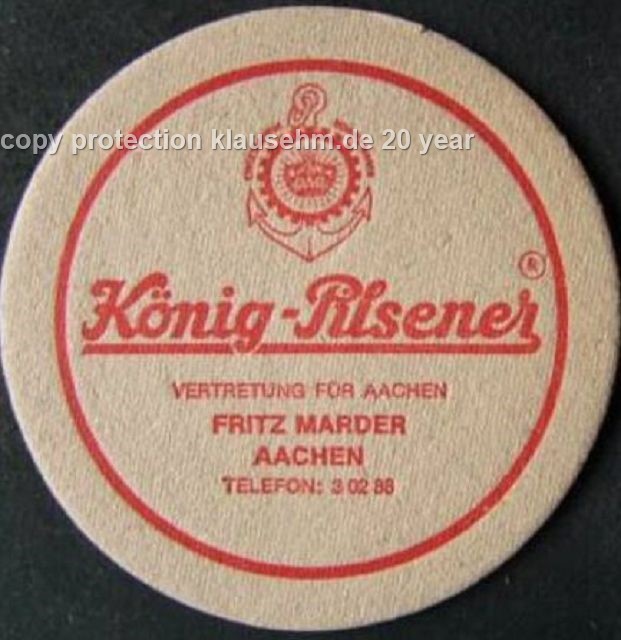 copy protection klausehm.de 20 year
®
König-Pilsener
VERTRETUNG FÜR AACHEN
FRITZ MARDER
AACHEN
TELEFON: 3 02 88